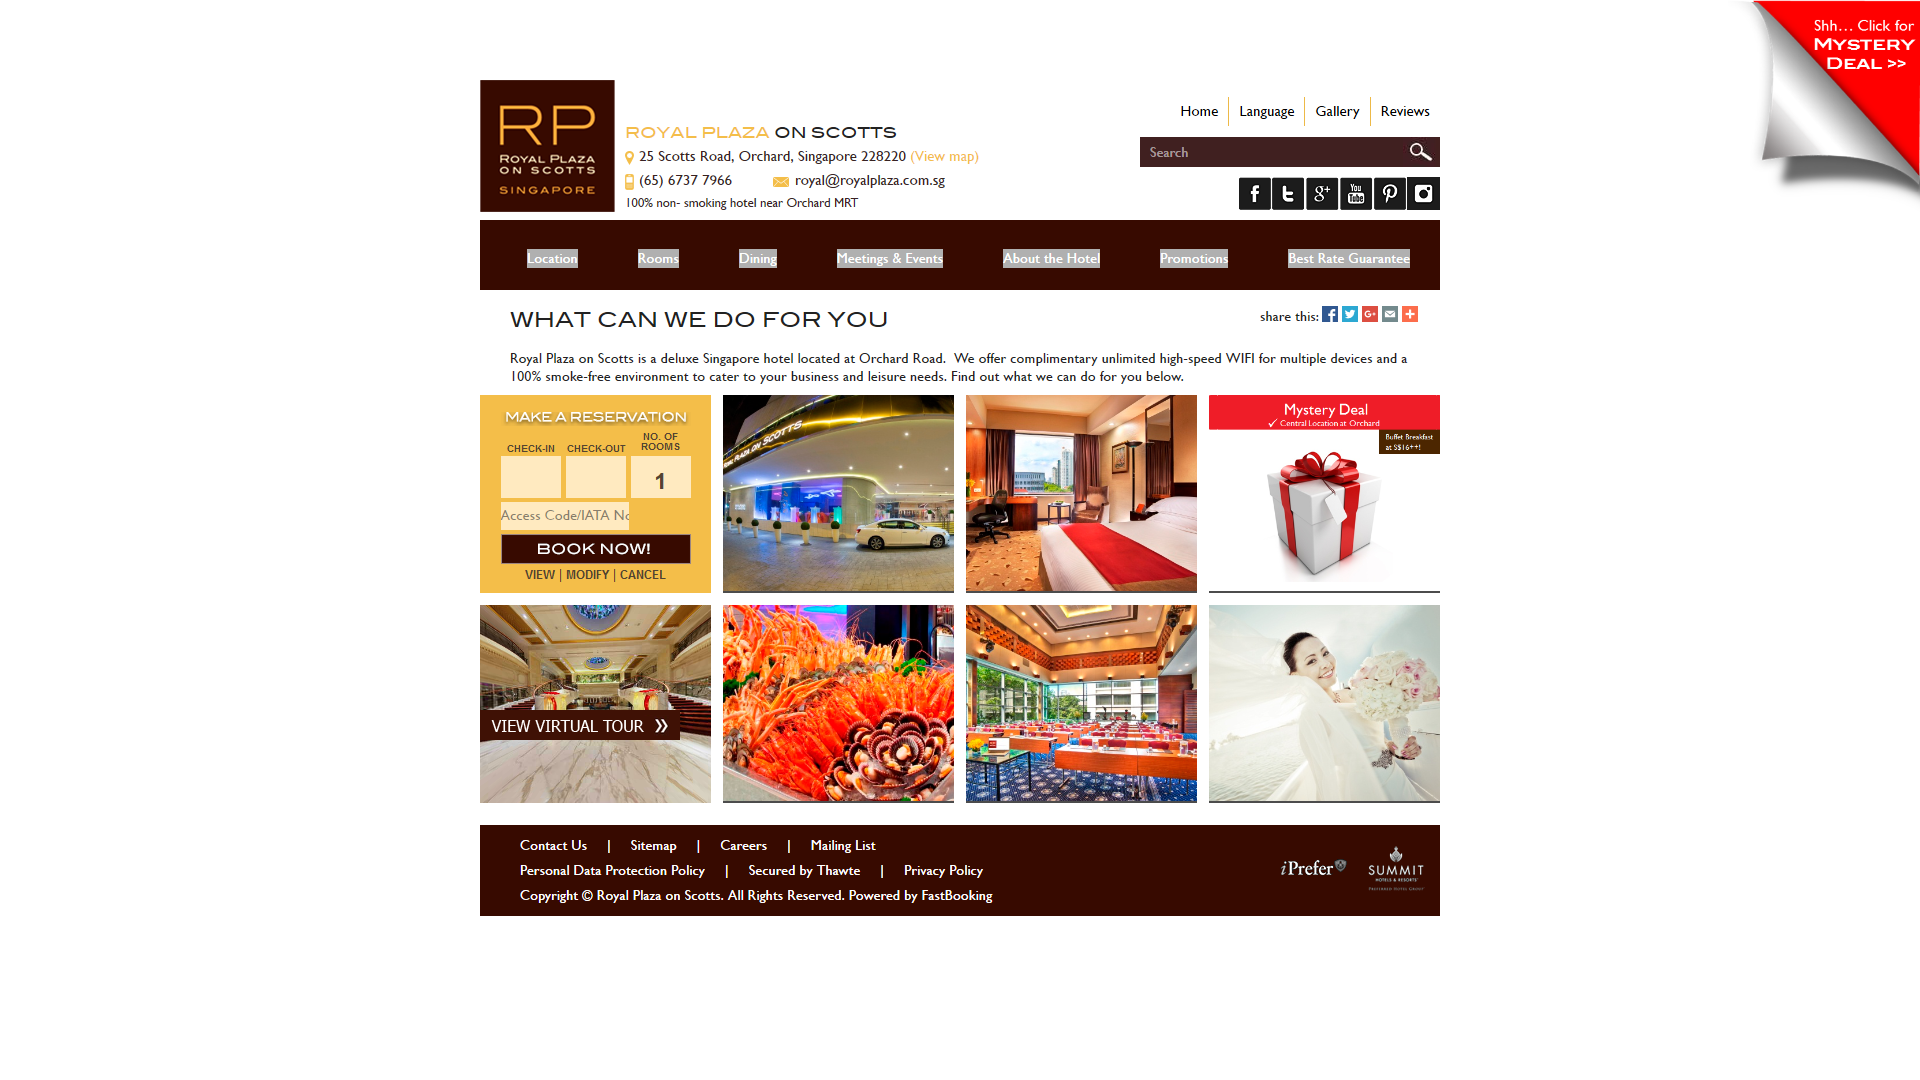 Shh... Click for
MYSTERY
DEAL >>
RP
ROYAL PLAZA
ON SCOTTS
SINGAPORE
ROYAL PLAZA ON SCOTTS
25 Scotts Road, Orchard, Singapore 228220 (View map)
(65) 6737 7966 royal@royalplaza.com.sg
100% non- smoking hotel near Orchard MRT
Home Language Gallery Reviews
Search
You
Tube
Location Rooms Dining Meetings & Events About the Hotel Promotions Best Rate Guarantee
WHAT CAN WE DO FOR YOU
share this:
Royal Plaza on Scotts is a deluxe Singapore hotel located at Orchard Road. We offer complimentary unlimited high-speed WIFI for multiple devices and a
100% smoke-free environment to cater to your business and leisure needs. Find out what we can do for you below.
MAKE A RESERVATION
CHECK-IN CHECK-OUT NO. OF
ROOMS
1
Access Code/IATA No
BOOK NOW!
VIEW | MODIFY | CANCEL
ROYAL PLAZA ON SCOTTS
Mystery Deal
✓ Central Location at Orchard
Buffet Breakfast
at S$16++!
VIEW VIRTUAL TOUR »
Contact Us | Sitemap | Careers | Mailing List
Personal Data Protection Policy | Secured by Thawte | Privacy Policy
Copyright © Royal Plaza on Scotts. All Rights Reserved. Powered by FastBooking
iPrefer
SUMMIT
HOTELS & RESORTS
PREFERRED HOTEL GROUP